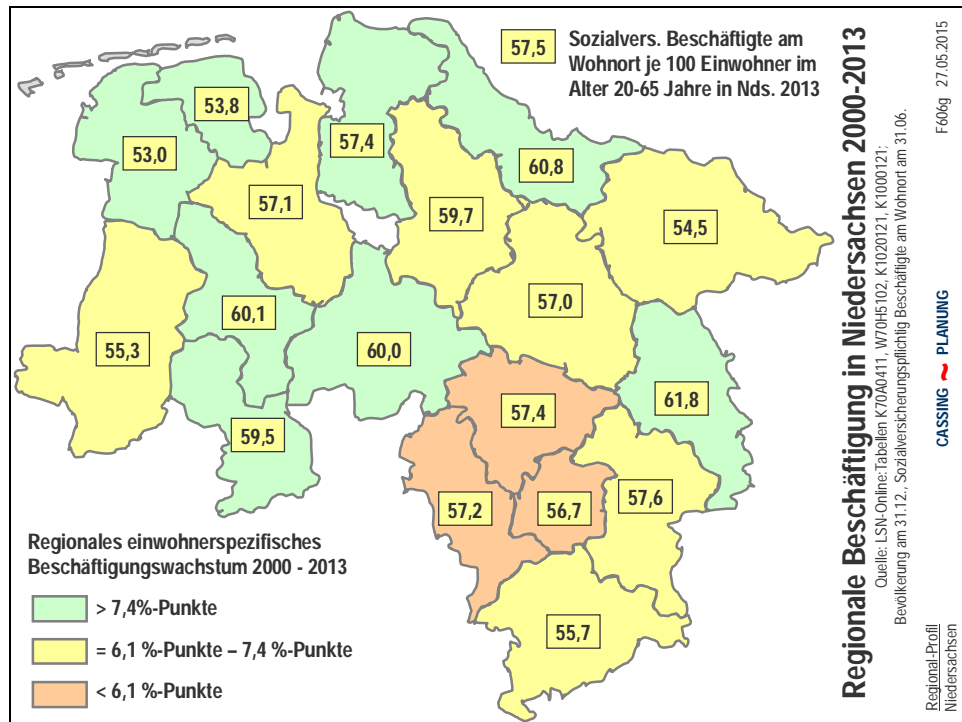 57,5
Sozialvers. Beschäftigte am
Wohnort je 100 Einwohner im
Alter 20-65 Jahre in Nds. 2013
53,8
53,0
57,4
60,8
57,1
59,7
54,5
57,0
60,1
55,3
60,0
61,8
57,4
59,5
57,6
57,2
56,7
55,7
Regionales einwohnerspezifisches
Beschäftigungswachstum 2000 - 2013
> 7,4%-Punkte
= 6,1 %-Punkte – 7,4 %-Punkte
< 6,1 %-Punkte
Regionale Beschäftigung in Niedersachsen 2000-2013
Quelle: LSN-Online: Tabellen K70A0411, W70H5102, K1020121, K1000121;
Bevölkerung am 31.12., Sozialversicherungspflichtig Beschäftigte am Wohnort am 31.06.
Regional-Profil
Niedersachsen
CASSING ~ PLANUNG
F606g 27.05.2015